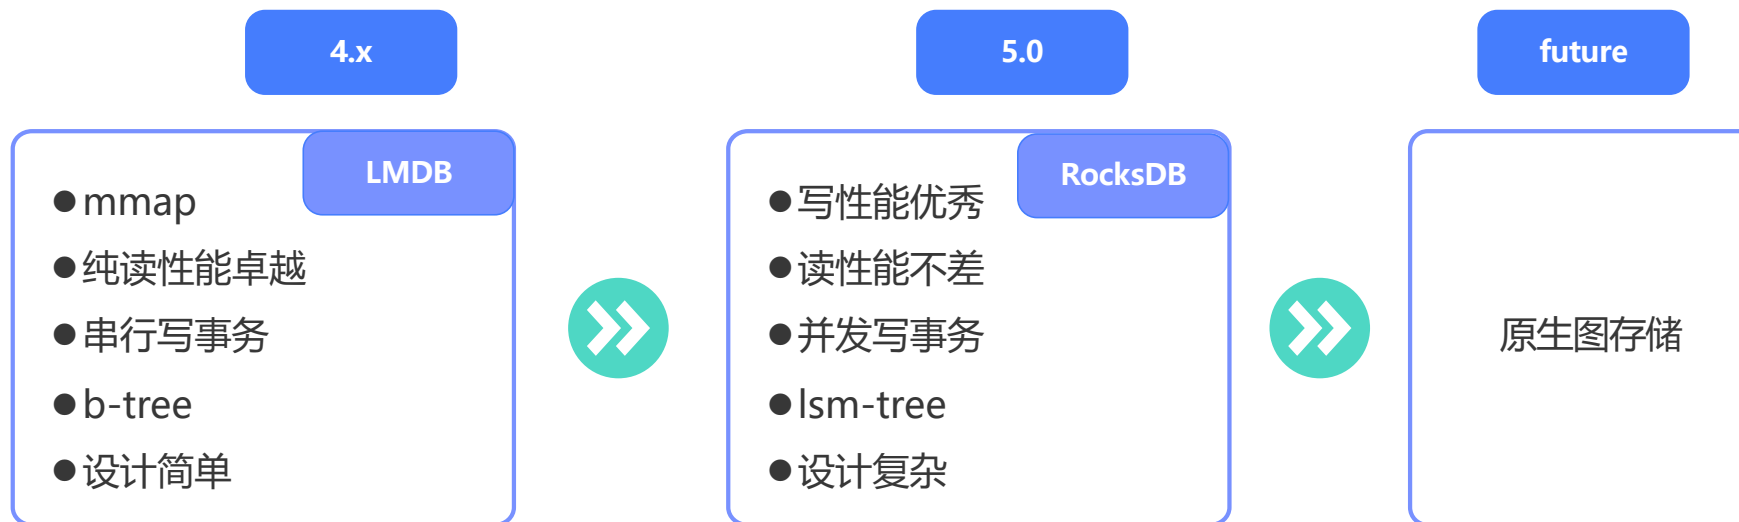 4.x
5.0
future
LMDB
●mmap
●纯读性能卓越
●串行写事务
●b-tree
●设计简单
RocksDB
●写性能优秀
●读性能不差
●并发写事务
●lsm-tree
●设计复杂
原生图存储